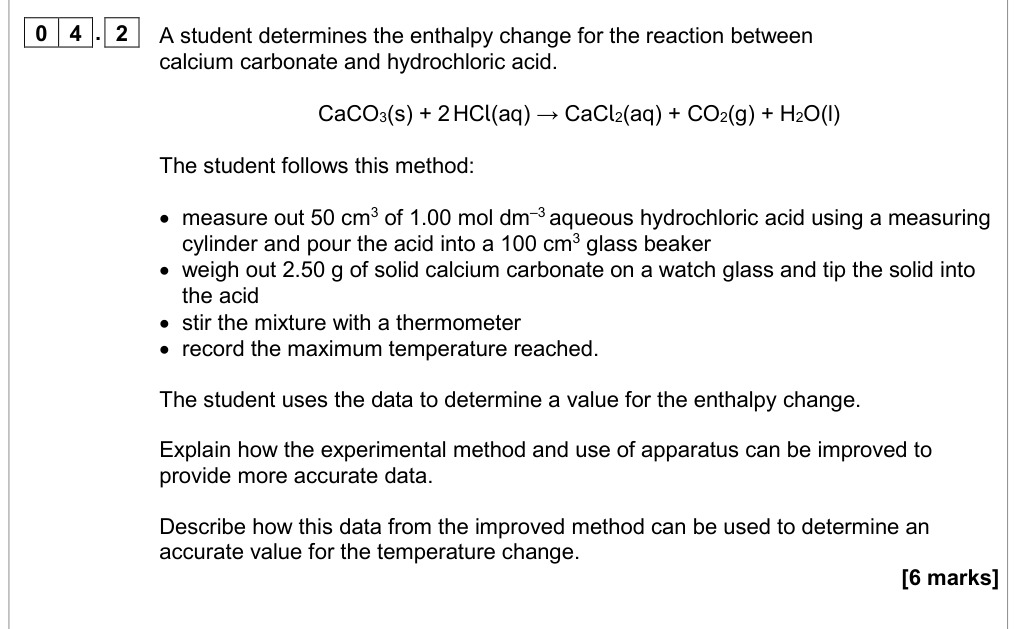 0 4 . 2 A student determines the enthalpy change for the reaction between
calcium carbonate and hydrochloric acid.
CaCO₃(s) + 2 HCl(aq) → CaCl₂(aq) + CO₂(g) + H₂O(l)
The student follows this method:
• measure out 50 cm³ of 1.00 mol dm⁻³ aqueous hydrochloric acid using a measuring
cylinder and pour the acid into a 100 cm³ glass beaker
• weigh out 2.50 g of solid calcium carbonate on a watch glass and tip the solid into
the acid
• stir the mixture with a thermometer
• record the maximum temperature reached.
The student uses the data to determine a value for the enthalpy change.
Explain how the experimental method and use of apparatus can be improved to
provide more accurate data.
Describe how this data from the improved method can be used to determine an
accurate value for the temperature change.
[6 marks]